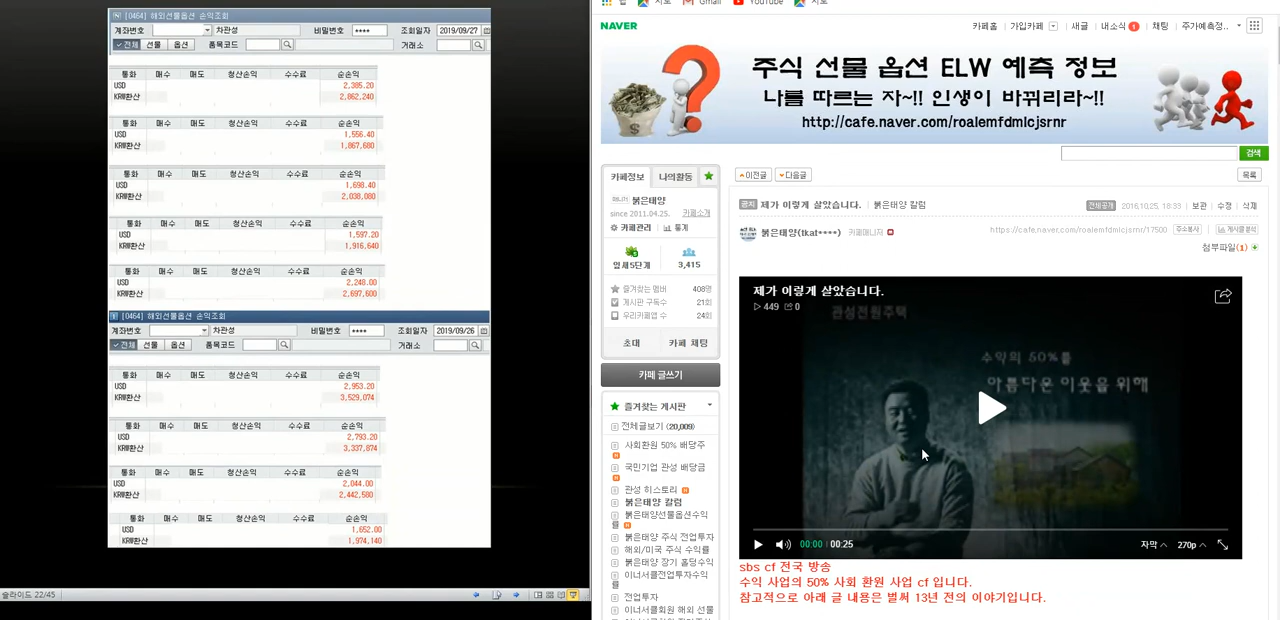 [0464] 해외선물옵션 손익조회
계좌번호 차관성 비밀번호 **** 조회일자 2019/09/27
전체 선물 옵션 품목코드 거래소
통화 매수 매도 청산손익 수수료 순손익
USD 2,385.20
KRW환산 2,862,240
통화 매수 매도 청산손익 수수료 순손익
USD 1,556.40
KRW환산 1,867,680
통화 매수 매도 청산손익 수수료 순손익
USD 1,698.40
KRW환산 2,038,080
통화 매수 매도 청산손익 수수료 순손익
USD 1,597.20
KRW환산 1,916,640
통화 매수 매도 청산손익 수수료 순손익
USD 2,248.00
KRW환산 2,697,600
[0464] 해외선물옵션 손익조회
계좌번호 차관성 비밀번호 **** 조회일자 2019/09/26
전체 선물 옵션 품목코드 거래소
통화 매수 매도 청산손익 수수료 순손익
USD 2,953.20
KRW환산 3,529,074
통화 매수 매도 청산손익 수수료 순손익
USD 2,793.20
KRW환산 3,337,874
통화 매수 매도 청산손익 수수료 순손익
USD 2,044.00
KRW환산 2,442,580
통화 매수 매도 청산손익 수수료 순손익
USD 1,652.00
KRW환산 1,974,140
슬라이드 22/45
Gmail YouTube
NAVER
카페홈 가입카페 새글 내소식 1 채팅 주가예측정..
주식 선물 옵션 ELW 예측 정보
나를 따르는 자~!! 인생이 바뀌리라~!!
http://cafe.naver.com/roalemfdmlcjsrnr
검색
카페정보 나의활동
매니저 붉은태양
since 2011.04.25. 카페소개
카페관리 통계
잎새5단계 3,415
즐겨찾는 멤버 408명
게시판 구독수 21회
우리카페앱 수 24회
초대 카페 채팅
카페 글쓰기
즐겨찾는 게시판
전체글보기 (20,009)
사회환원 50% 배당주
국민기업 관성 배당금
관성 히스토리
붉은태양 칼럼
붉은태양선물옵션수익
률
붉은태양 주식 전업투자
해외/미국 주식 수익률
붉은태양 장기 홀딩수익
이너서클전업투자수익
률
전업투자
이너서클회원 해외 선물
이전글 다음글 목록
공지 제가 이렇게 살았습니다. 붉은태양 칼럼 전체공개 2016.10.25. 18:33 보관 수정 삭제
붉은태양(tkat****) 카페매니저 https://cafe.naver.com/roalemfdmlcjsrnr/17500 주소복사 게시글 분석
첨부파일(1)
제가 이렇게 살았습니다.
449 0
관성전원주택
수익의 50%를
아름다운 이웃을 위해
00:00 00:25 자막 270p
sbs cf 전국 방송
수익 사업의 50% 사회 환원 사업 cf 입니다.
참고적으로 아래 글 내용은 벌써 13년 전의 이야기입니다.